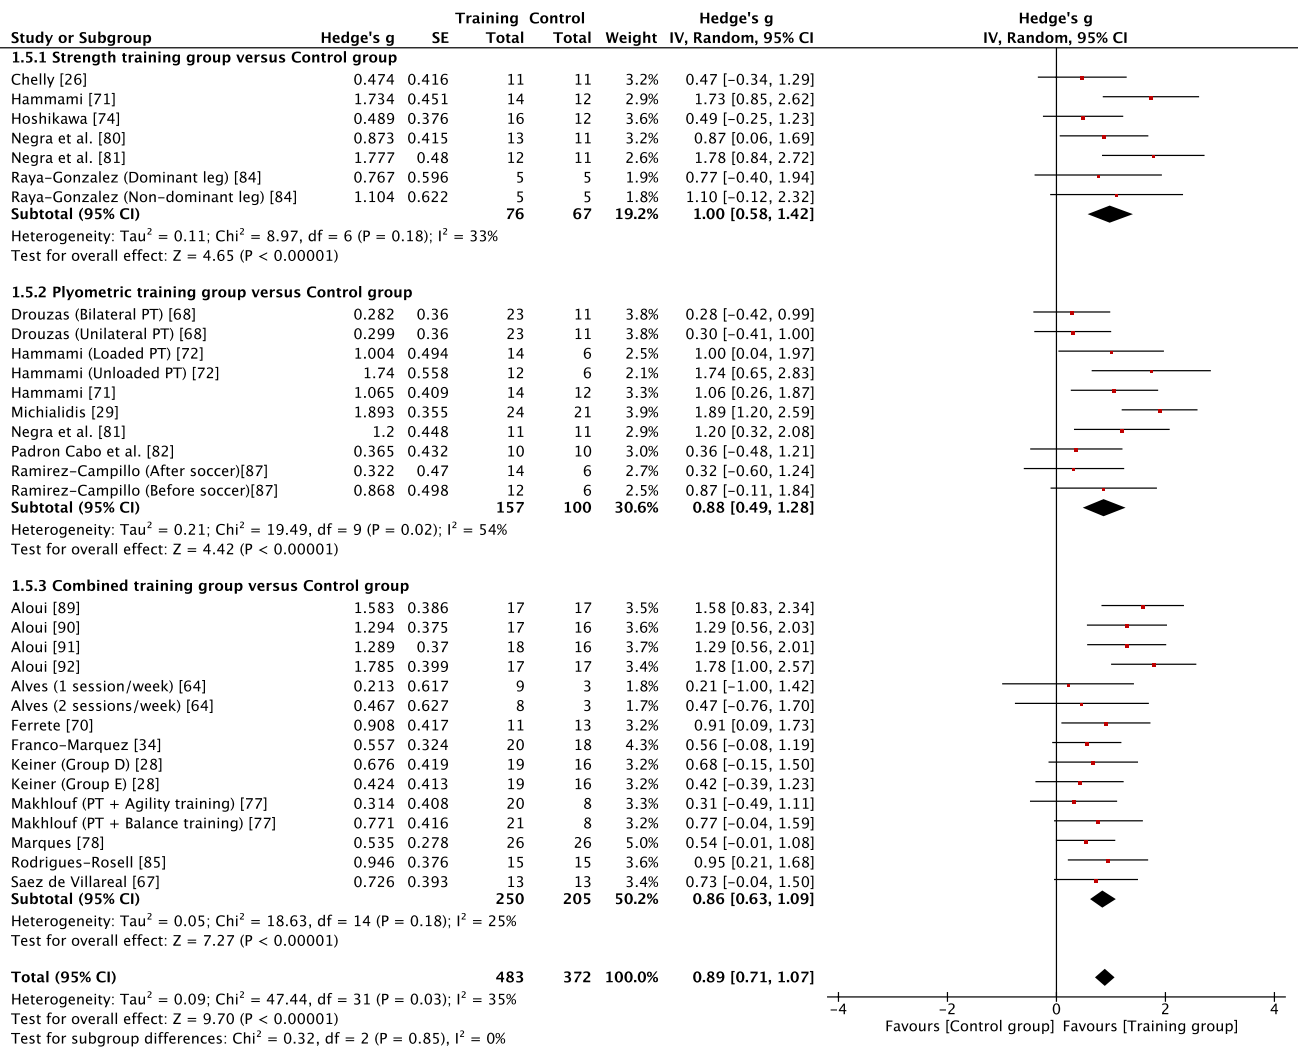 Training Control Hedge's g Hedge's g
Study or Subgroup Hedge's g SE Total Total Weight IV, Random, 95% CI IV, Random, 95% CI
1.5.1 Strength training group versus Control group
Chelly [26] 0.474 0.416 11 11 3.2% 0.47 [-0.34, 1.29]
Hammami [71] 1.734 0.451 14 12 2.9% 1.73 [0.85, 2.62]
Hoshikawa [74] 0.489 0.376 16 12 3.6% 0.49 [-0.25, 1.23]
Negra et al. [80] 0.873 0.415 13 11 3.2% 0.87 [0.06, 1.69]
Negra et al. [81] 1.777 0.48 12 11 2.6% 1.78 [0.84, 2.72]
Raya-Gonzalez (Dominant leg) [84] 0.767 0.596 5 5 1.9% 0.77 [-0.40, 1.94]
Raya-Gonzalez (Non-dominant leg) [84] 1.104 0.622 5 5 1.8% 1.10 [-0.12, 2.32]
Subtotal (95% CI) 76 67 19.2% 1.00 [0.58, 1.42]
Heterogeneity: Tau² = 0.11; Chi² = 8.97, df = 6 (P = 0.18); I² = 33%
Test for overall effect: Z = 4.65 (P < 0.00001)
1.5.2 Plyometric training group versus Control group
Drouzas (Bilateral PT) [68] 0.282 0.36 23 11 3.8% 0.28 [-0.42, 0.99]
Drouzas (Unilateral PT) [68] 0.299 0.36 23 11 3.8% 0.30 [-0.41, 1.00]
Hammami (Loaded PT) [72] 1.004 0.494 14 6 2.5% 1.00 [0.04, 1.97]
Hammami (Unloaded PT) [72] 1.74 0.558 12 6 2.1% 1.74 [0.65, 2.83]
Hammami [71] 1.065 0.409 14 12 3.3% 1.06 [0.26, 1.87]
Michialidis [29] 1.893 0.355 24 21 3.9% 1.89 [1.20, 2.59]
Negra et al. [81] 1.2 0.448 11 11 2.9% 1.20 [0.32, 2.08]
Padron Cabo et al. [82] 0.365 0.432 10 10 3.0% 0.36 [-0.48, 1.21]
Ramirez-Campillo (After soccer)[87] 0.322 0.47 14 6 2.7% 0.32 [-0.60, 1.24]
Ramirez-Campillo (Before soccer)[87] 0.868 0.498 12 6 2.5% 0.87 [-0.11, 1.84]
Subtotal (95% CI) 157 100 30.6% 0.88 [0.49, 1.28]
Heterogeneity: Tau² = 0.21; Chi² = 19.49, df = 9 (P = 0.02); I² = 54%
Test for overall effect: Z = 4.42 (P < 0.00001)
1.5.3 Combined training group versus Control group
Aloui [89] 1.583 0.386 17 17 3.5% 1.58 [0.83, 2.34]
Aloui [90] 1.294 0.375 17 16 3.6% 1.29 [0.56, 2.03]
Aloui [91] 1.289 0.37 18 16 3.7% 1.29 [0.56, 2.01]
Aloui [92] 1.785 0.399 17 17 3.4% 1.78 [1.00, 2.57]
Alves (1 session/week) [64] 0.213 0.617 9 3 1.8% 0.21 [-1.00, 1.42]
Alves (2 sessions/week) [64] 0.467 0.627 8 3 1.7% 0.47 [-0.76, 1.70]
Ferrete [70] 0.908 0.417 11 13 3.2% 0.91 [0.09, 1.73]
Franco-Marquez [34] 0.557 0.324 20 18 4.3% 0.56 [-0.08, 1.19]
Keiner (Group D) [28] 0.676 0.419 19 16 3.2% 0.68 [-0.15, 1.50]
Keiner (Group E) [28] 0.424 0.413 19 16 3.2% 0.42 [-0.39, 1.23]
Makhlouf (PT + Agility training) [77] 0.314 0.408 20 8 3.3% 0.31 [-0.49, 1.11]
Makhlouf (PT + Balance training) [77] 0.771 0.416 21 8 3.2% 0.77 [-0.04, 1.59]
Marques [78] 0.535 0.278 26 26 5.0% 0.54 [-0.01, 1.08]
Rodrigues-Rosell [85] 0.946 0.376 15 15 3.6% 0.95 [0.21, 1.68]
Saez de Villareal [67] 0.726 0.393 13 13 3.4% 0.73 [-0.04, 1.50]
Subtotal (95% CI) 250 205 50.2% 0.86 [0.63, 1.09]
Heterogeneity: Tau² = 0.05; Chi² = 18.63, df = 14 (P = 0.18); I² = 25%
Test for overall effect: Z = 7.27 (P < 0.00001)
Total (95% CI) 483 372 100.0% 0.89 [0.71, 1.07]
Heterogeneity: Tau² = 0.09; Chi² = 47.44, df = 31 (P = 0.03); I² = 35%
Test for overall effect: Z = 9.70 (P < 0.00001)
Test for subgroup differences: Chi² = 0.32, df = 2 (P = 0.85), I² = 0%
-4 -2 0 2 4
Favours [Control group] Favours [Training group]